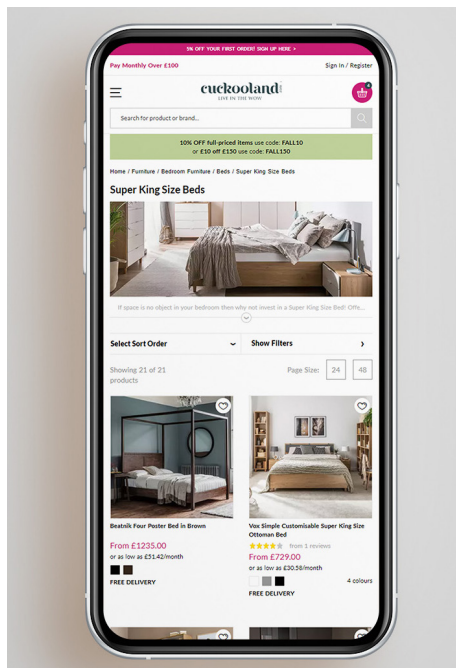 5% OFF YOUR FIRST ORDER! SIGN UP HERE >
Pay Monthly Over £100
Sign In / Register
cuckooland
LIVE IN THE WOW
Search for product or brand...
10% OFF full-priced items use code: FALL10
or £10 off £150 use code: FALL150
Home / Furniture / Bedroom Furniture / Beds / Super King Size Beds
Super King Size Beds
If space is no object in your bedroom then why not invest in a Super King Size Bed! Offe...
Select Sort Order
Show Filters
Showing 21 of 21
products
Page Size: 24 48
Beatnik Four Poster Bed in Brown
From £1235.00
or as low as £51.42/month
FREE DELIVERY
Vox Simple Customisable Super King Size
Ottoman Bed
from 1 reviews
From £729.00
or as low as £30.58/month
4 colours
FREE DELIVERY